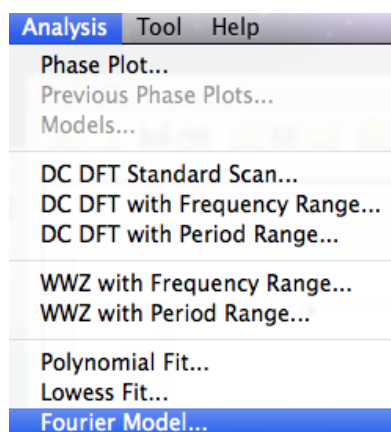 Analysis Tool Help
Phase Plot...
Previous Phase Plots...
Models...
DC DFT Standard Scan...
DC DFT with Frequency Range...
DC DFT with Period Range...
WWZ with Frequency Range...
WWZ with Period Range...
Polynomial Fit...
Lowess Fit...
Fourier Model...